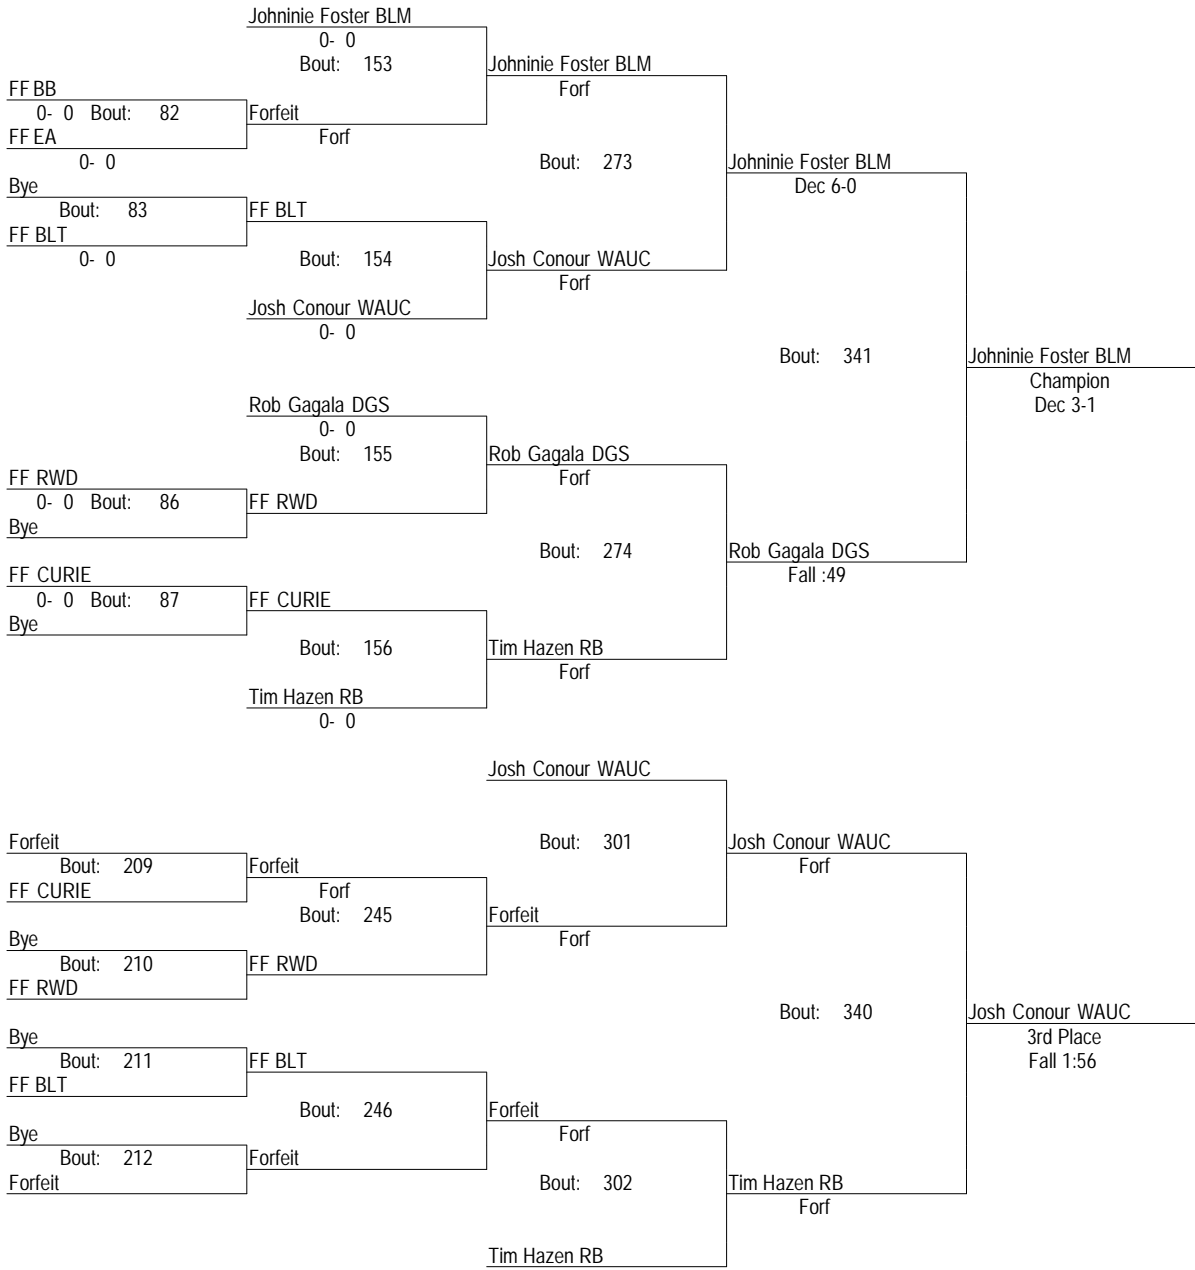 Johninie Foster BLM
0- 0
Bout: 153
Johninie Foster BLM
Forf
FF BB
0- 0 Bout: 82
Forfeit
FF EA
Forf
0- 0
Bout: 273
Johninie Foster BLM
Dec 6-0
Bye
Bout: 83
FF BLT
FF BLT
0- 0
Bout: 154
Josh Conour WAUC
Forf
Josh Conour WAUC
0- 0
Bout: 341
Johninie Foster BLM
Champion
Dec 3-1
Rob Gagala DGS
0- 0
Bout: 155
Rob Gagala DGS
Forf
FF RWD
0- 0 Bout: 86
FF RWD
Bye
Bout: 274
Rob Gagala DGS
Fall :49
FF CURIE
0- 0 Bout: 87
FF CURIE
Bye
Bout: 156
Tim Hazen RB
Forf
Tim Hazen RB
0- 0
Josh Conour WAUC
Forfeit
Bout: 301
Josh Conour WAUC
Forf
Bout: 209
Forfeit
FF CURIE
Forf
Bout: 245
Forfeit
Forf
Bye
Bout: 210
FF RWD
FF RWD
Bout: 340
Josh Conour WAUC
3rd Place
Fall 1:56
Bye
Bout: 211
FF BLT
FF BLT
Bout: 246
Forfeit
Forf
Bye
Bout: 212
Forfeit
Forfeit
Bout: 302
Tim Hazen RB
Forf
Tim Hazen RB